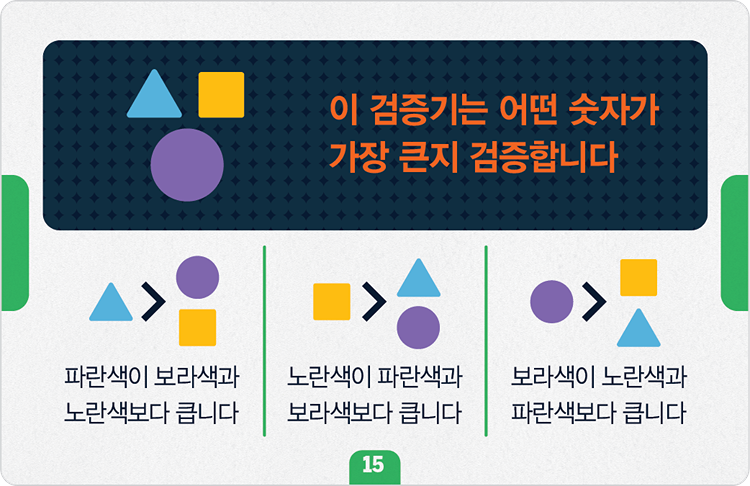 이 검증기는 어떤 숫자가
가장 큰지 검증합니다
파란색이 보라색과
노란색보다 큽니다
노란색이 파란색과
보라색보다 큽니다
보라색이 노란색과
파란색보다 큽니다
15